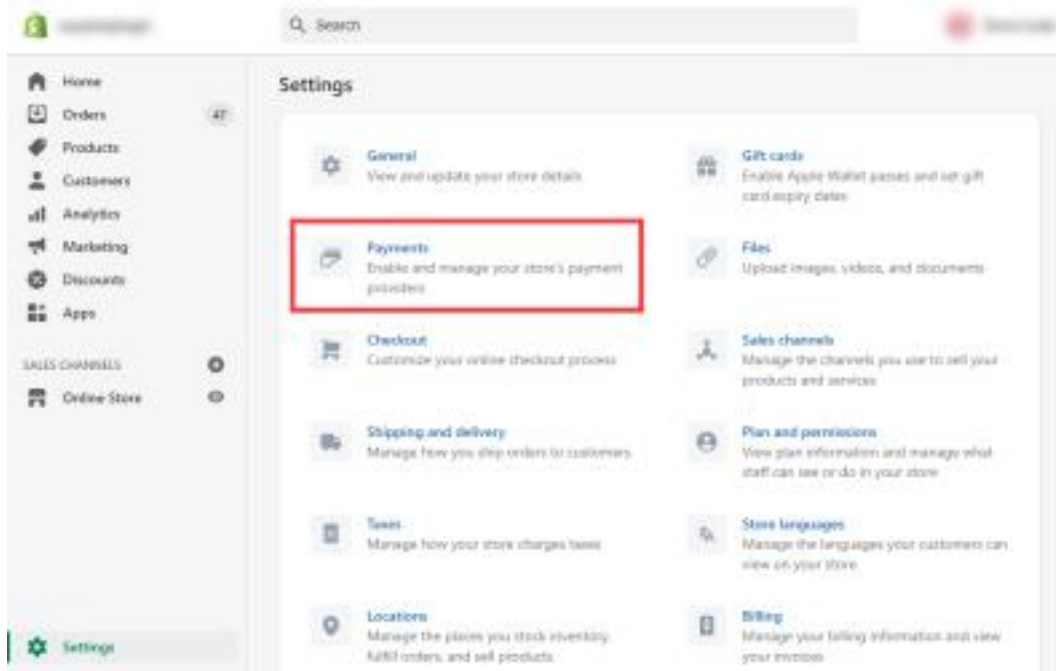 Search
Home
Orders 47
Products
Customers
Analytics
Marketing
Discounts
Apps
SALES CHANNELS
Online Store
Settings
Settings
General
View and update your store details
Payments
Enable and manage your store's payment
providers
Checkout
Customize your online checkout process
Shipping and delivery
Manage how you ship orders to customers
Taxes
Manage how your store charges taxes
Locations
Manage the places you stock inventory,
fulfill orders, and sell products
Gift cards
Enable Apple Wallet passes and set gift
card expiry dates
Files
Upload images, videos, and documents
Sales channels
Manage the channels you use to sell your
products and services
Plan and permissions
View plan information and manage what
staff can see or do in your store
Store languages
Manage the languages your customers can
view on your store
Billing
Manage your billing information and view
your invoices